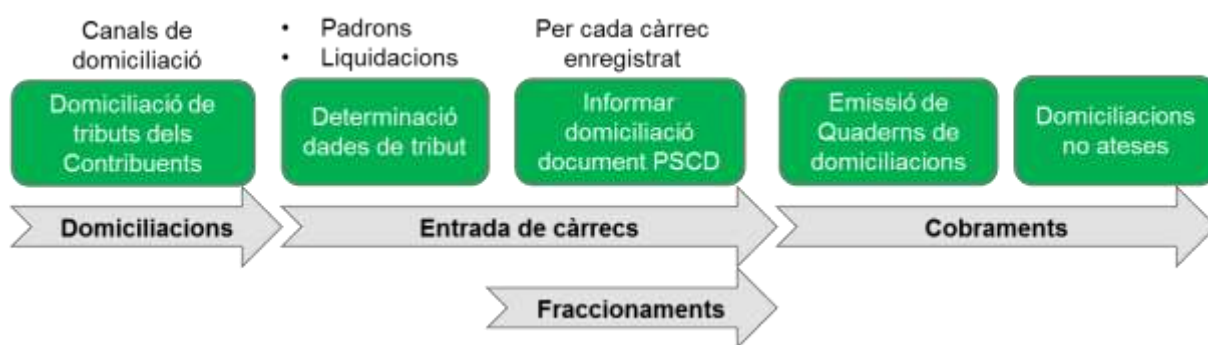 Canals de
domiciliació
• Padrons
• Liquidacions
Per cada càrrec
enregistrat
Domiciliació de
tributs dels
Contribuents
Determinació
dades de tribut
Informar
domiciliació
document PSCD
Emissió de
Quaderns de
domiciliacions
Domiciliacions
no ateses
Domiciliacions
Entrada de càrrecs
Cobraments
Fraccionaments